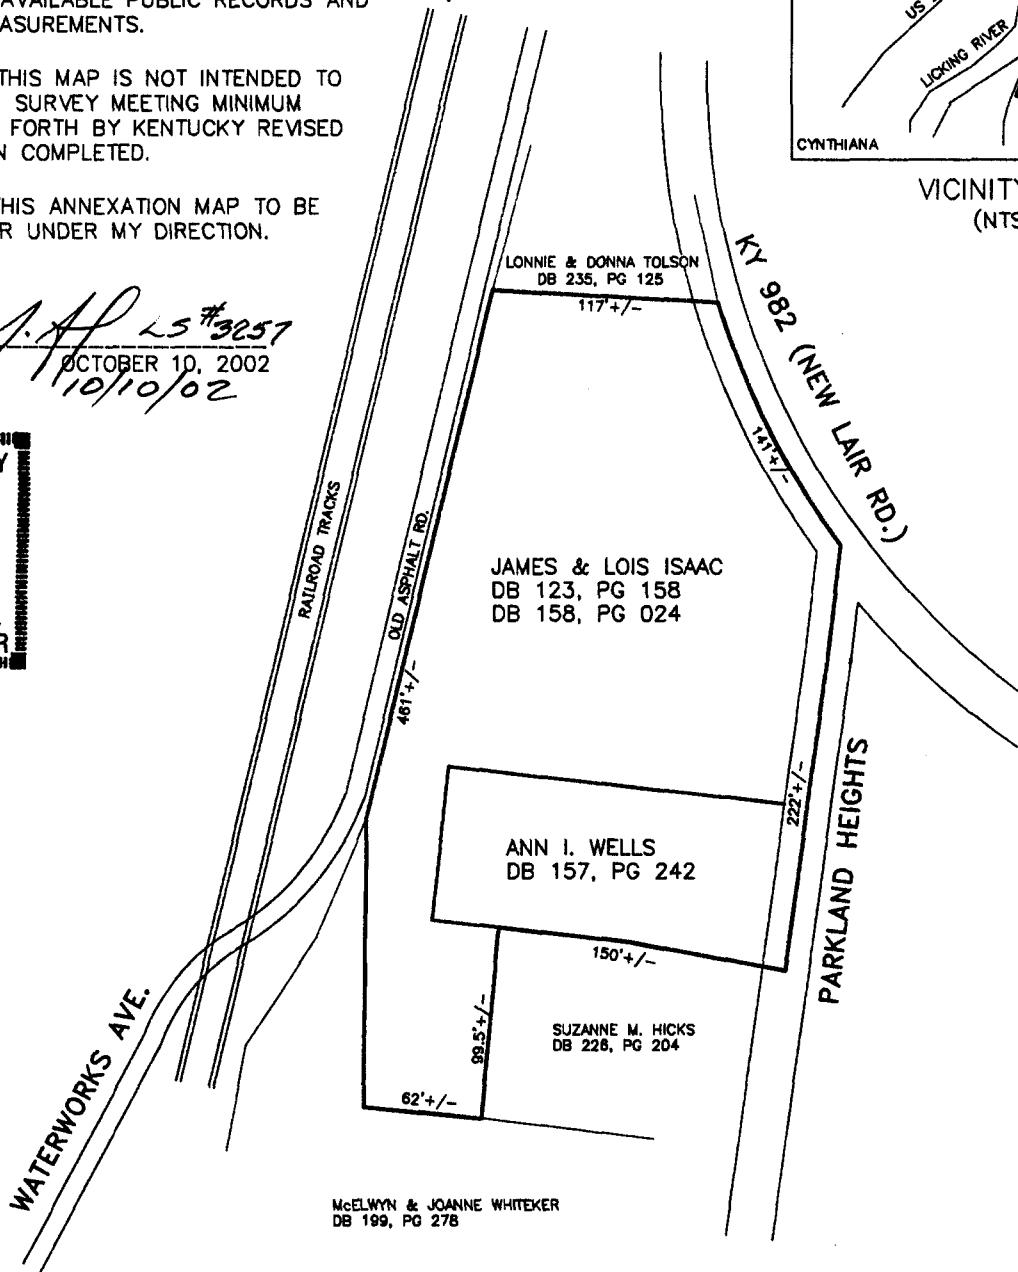 AVAILABLE PUBLIC RECORDS AND
ASUREMENTS.
THIS MAP IS NOT INTENDED TO
SURVEY MEETING MINIMUM
FORTH BY KENTUCKY REVISED
N COMPLETED.
THIS ANNEXATION MAP TO BE
R UNDER MY DIRECTION.
LS #3257
OCTOBER 10, 2002
10/10/02
Y
R
US
LICKING RIVER
CYNTHIANA
VICINITY
(NTS
LONNIE & DONNA TOLSON
DB 235, PG 125
117'+/-
KY 982 (NEW LAIR RD.)
141'+/-
RAILROAD TRACKS
OLD ASPHALT RD.
JAMES & LOIS ISAAC
DB 123, PG 158
DB 158, PG 024
461'+/-
222'+/-
PARKLAND HEIGHTS
ANN I. WELLS
DB 157, PG 242
150'+/-
WATERWORKS AVE.
99.5'+/-
SUZANNE M. HICKS
DB 226, PG 204
62'+/-
McELWYN & JOANNE WHITEKER
DB 199, PG 278